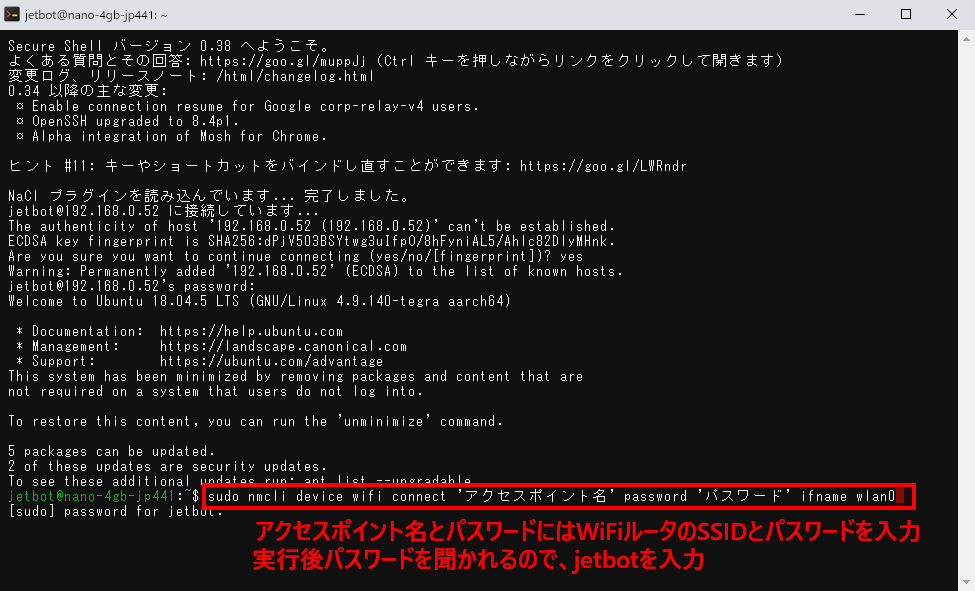 jetbot@nano-4gb-jp441: ~
Secure Shell バージョン 0.38 へようこそ。
よくある質問とその回答: https://goo.gl/muppJj (Ctrl キーを押しながらリンクをクリックして開きます)
変更ログ、リリースノート: /html/changelog.html
0.34 以降の主な変更:
¤ Enable connection resume for Google corp-relay-v4 users.
¤ OpenSSH upgraded to 8.4p1.
¤ Alpha integration of Mosh for Chrome.
ヒント #11: キーやショートカットをバインドし直すことができます: https://goo.gl/LWRndr
NaCl プラグインを読み込んでいます... 完了しました。
jetbot@192.168.0.52 に接続しています...
The authenticity of host '192.168.0.52 (192.168.0.52)' can't be established.
ECDSA key fingerprint is SHA256:dPjV5O3BSYtwg3uIfpO/8hFyniAL5/Ahlc82DlyMHnk.
Are you sure you want to continue connecting (yes/no/[fingerprint])? yes
Warning: Permanently added '192.168.0.52' (ECDSA) to the list of known hosts.
jetbot@192.168.0.52's password:
Welcome to Ubuntu 18.04.5 LTS (GNU/Linux 4.9.140-tegra aarch64)
* Documentation: https://help.ubuntu.com
* Management: https://landscape.canonical.com
* Support: https://ubuntu.com/advantage
This system has been minimized by removing packages and content that are
not required on a system that users do not log into.
To restore this content, you can run the 'unminimize' command.
5 packages can be updated.
2 of these updates are security updates.
To see these additional updates run: apt list --upgradable
jetbot@nano-4gb-jp441:~$ sudo nmcli device wifi connect 'アクセスポイント名' password 'パスワード' ifname wlan0
[sudo] password for jetbot:
アクセスポイント名とパスワードにはWiFiルータのSSIDとパスワードを入力
実行後パスワードを聞かれるので、jetbotを入力